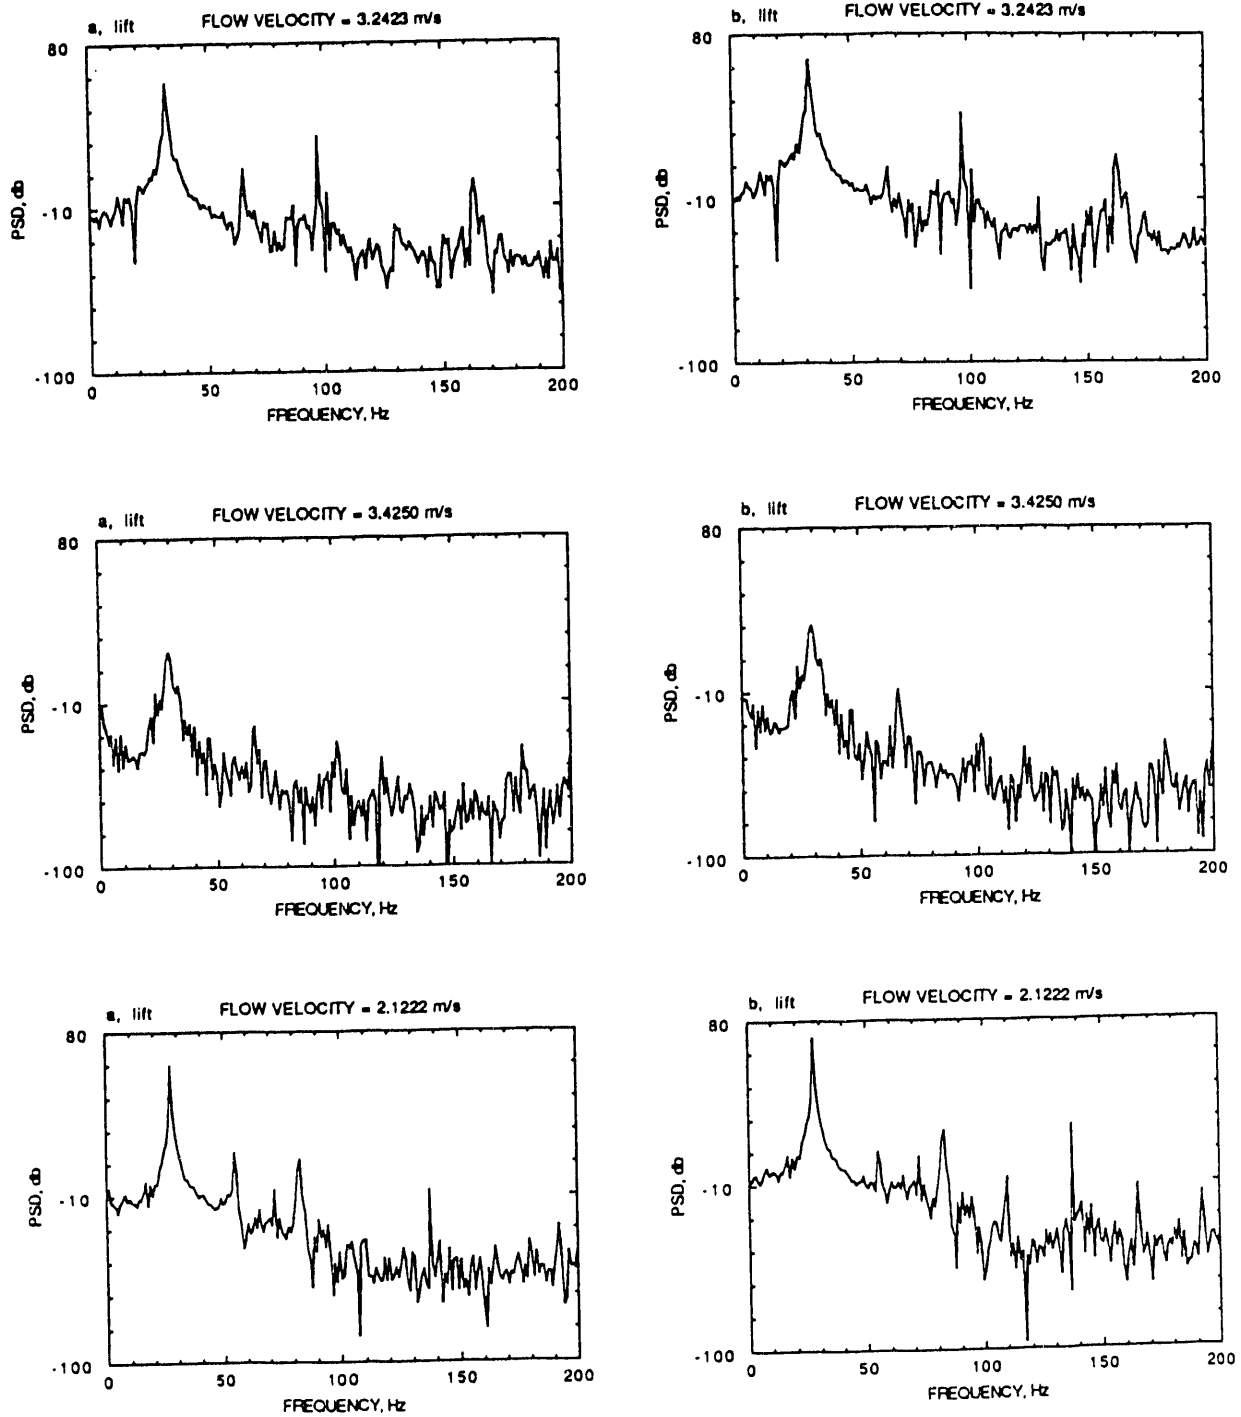 a, lift FLOW VELOCITY = 3.2423 m/s
80
-10
-100
PSD, db
0 50 100 150 200
FREQUENCY, Hz
b, lift FLOW VELOCITY = 3.2423 m/s
80
-10
-100
PSD, db
0 50 100 150 200
FREQUENCY, Hz
a, lift FLOW VELOCITY = 3.4250 m/s
80
-10
-100
PSD, db
0 50 100 150 200
FREQUENCY, Hz
b, lift FLOW VELOCITY = 3.4250 m/s
80
-10
-100
PSD, db
0 50 100 150 200
FREQUENCY, Hz
a, lift FLOW VELOCITY = 2.1222 m/s
80
-10
-100
PSD, db
0 50 100 150 200
FREQUENCY, Hz
b, lift FLOW VELOCITY = 2.1222 m/s
80
-10
-100
PSD, db
0 50 100 150 200
FREQUENCY, Hz